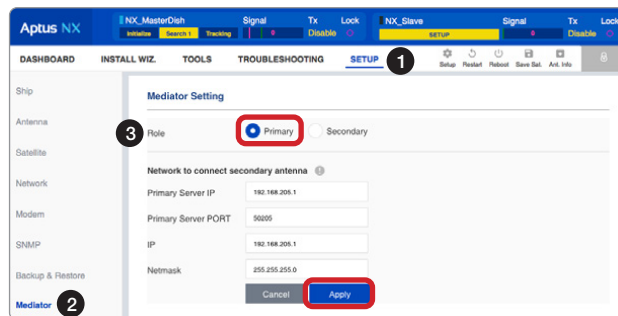 Aptus NX
NX_MasterDish Signal Tx Lock
Initialize Search 1 Tracking 0 Disable
NX_Slave Signal Tx Lock
SETUP 0 Disable
DASHBOARD INSTALL WIZ. TOOLS TROUBLESHOOTING SETUP 1
Setup Restart Reboot Save Set. Ant. Info 8
Ship
Antenna
Satellite
Network
Modem
SNMP
Backup & Restore
Mediator 2
Mediator Setting
3 Role Primary Secondary
Network to connect secondary antenna
Primary Server IP 192.168.205.1
Primary Server PORT 50205
IP 192.168.205.1
Netmask 255.255.255.0
Cancel Apply